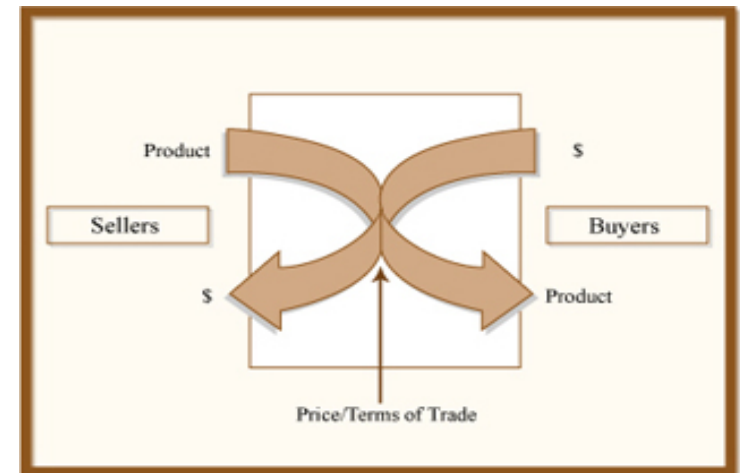 Product
$
Sellers
Buyers
$
Product
Price/Terms of Trade